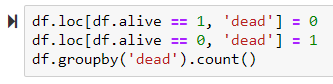 df.loc[df.alive == 1, 'dead'] = 0
df.loc[df.alive == 0, 'dead'] = 1
df.groupby('dead').count()